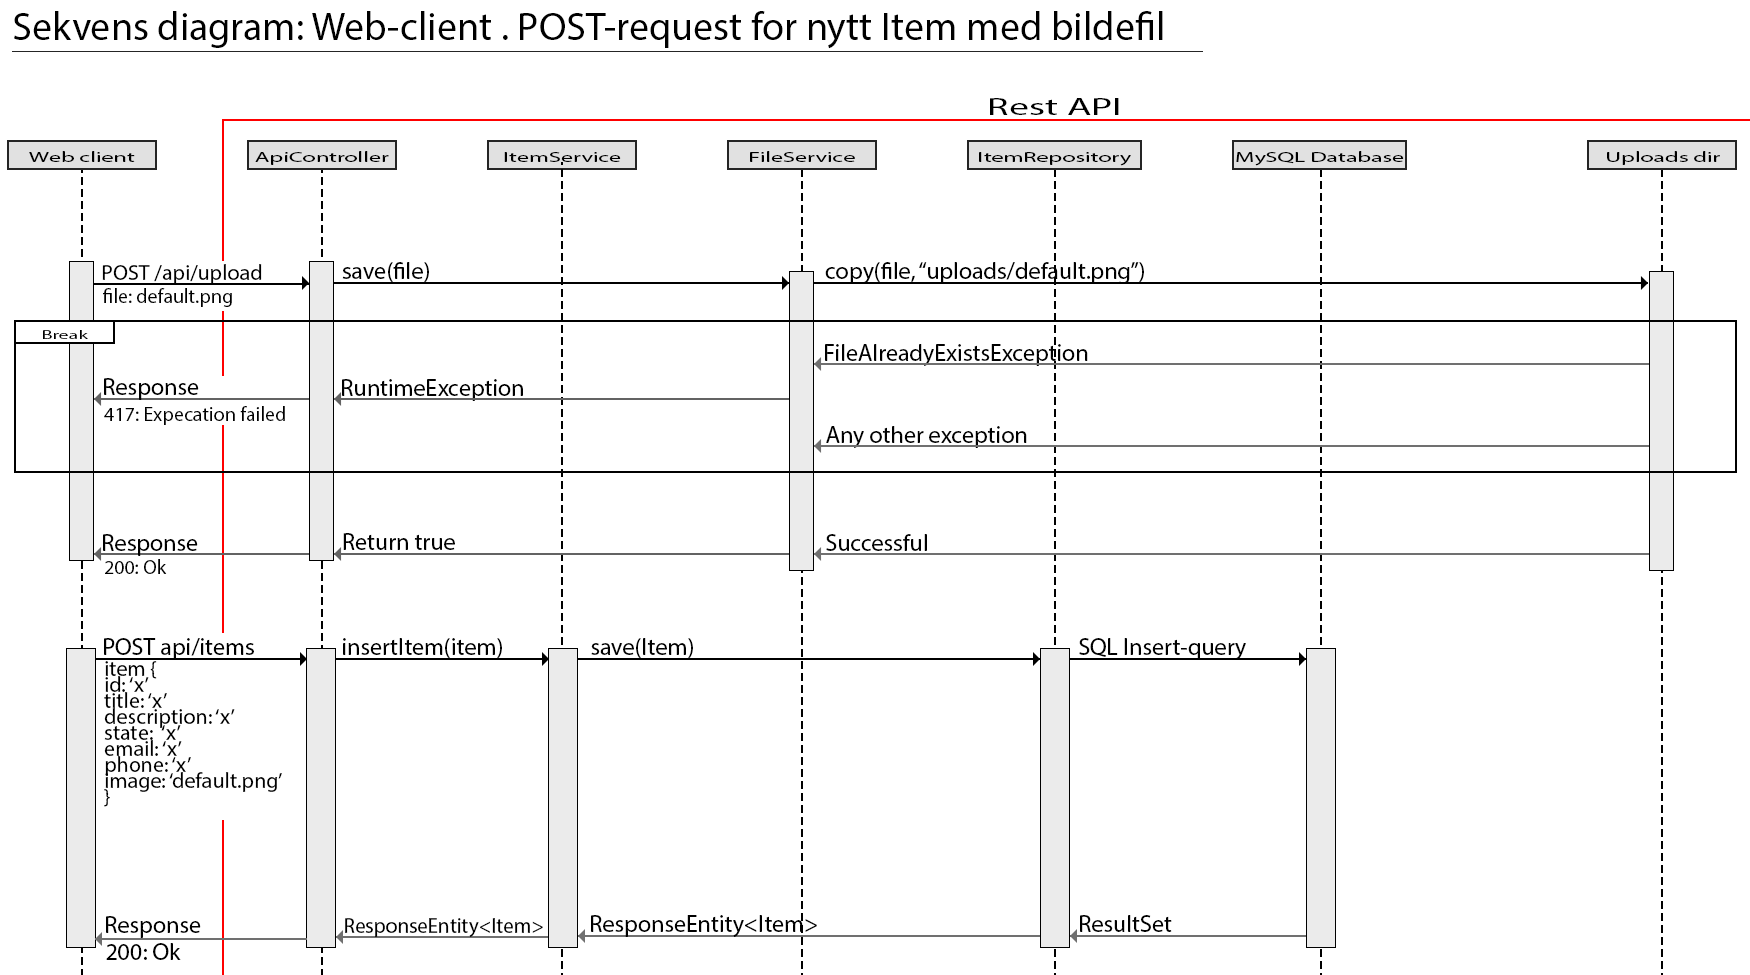 Sekvens diagram: Web-client . POST-request for nytt Item med bildefil
Rest API
Web client
ApiController
ItemService
FileService
ItemRepository
MySQL Database
Uploads dir
POST /api/upload
file: default.png
save(file)
copy(file, “uploads/default.png”)
Break
FileAlreadyExistsException
Response
417: Expecation failed
RuntimeException
Any other exception
Response
200: Ok
Return true
Successful
POST api/items
insertItem(item)
save(Item)
SQL Insert-query
item {
id: ‘x’
title: ‘x’
description: ‘x’
state: ‘x’
email: ‘x’
phone: ‘x’
image: ‘default.png’
}
Response
200: Ok
ResponseEntity<Item>
ResponseEntity<Item>
ResultSet